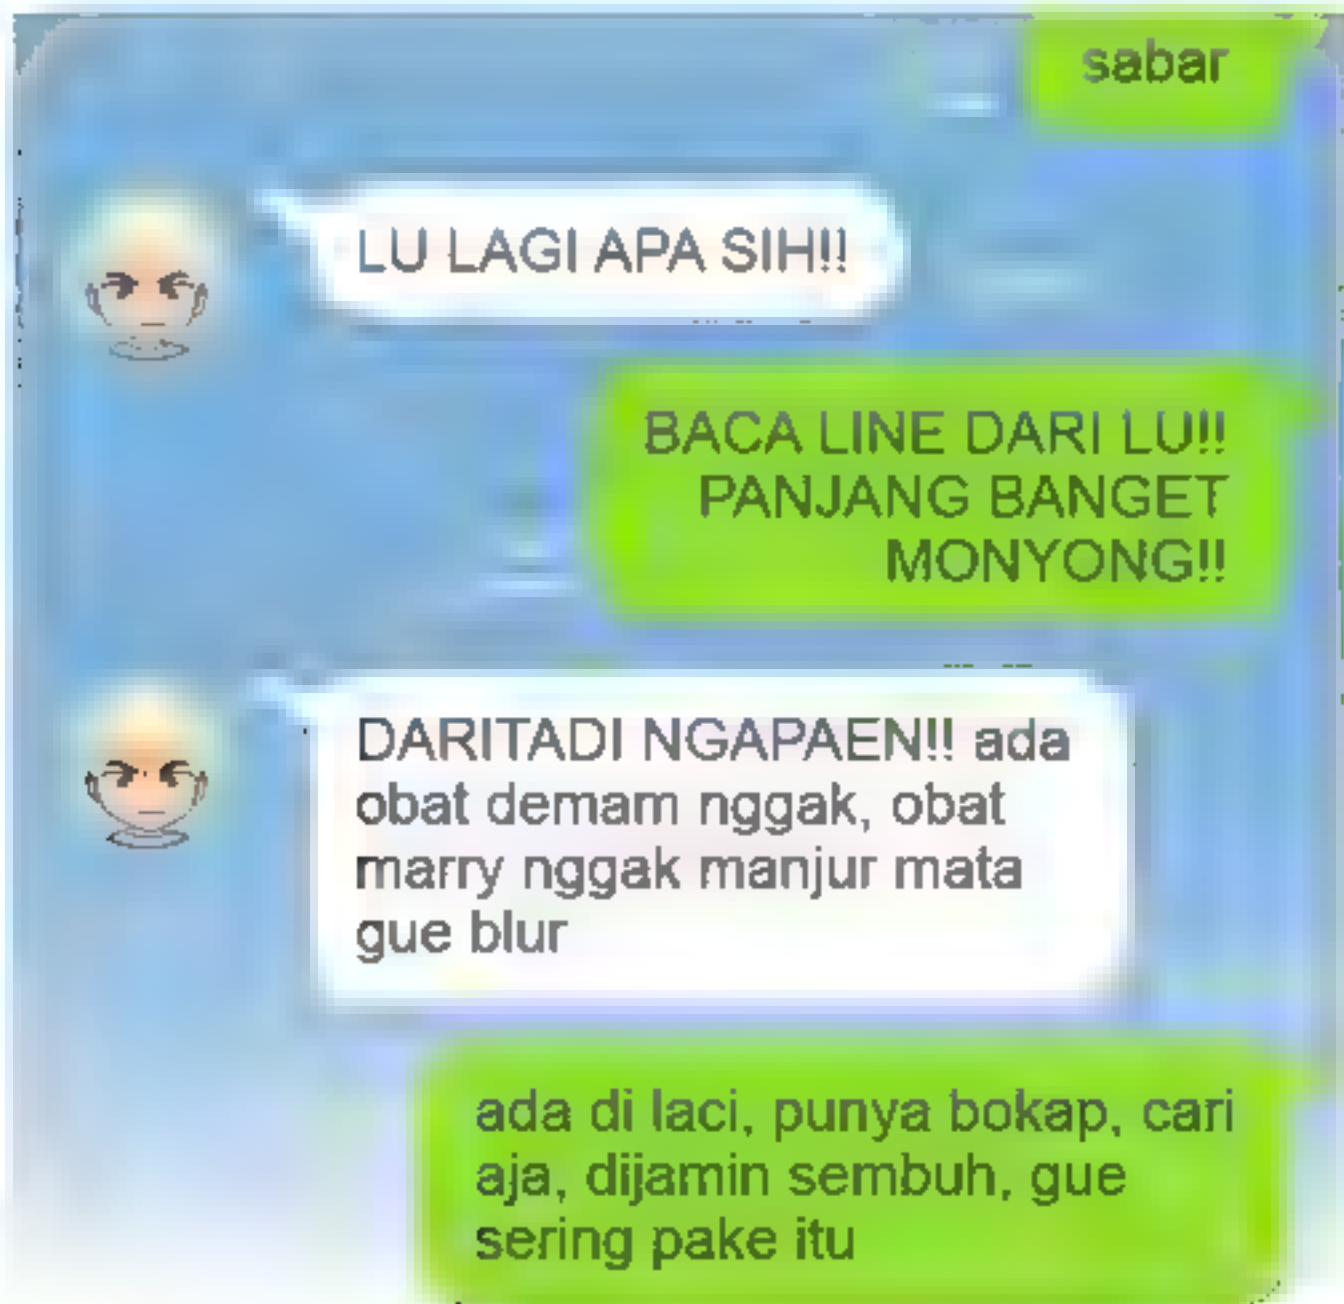 sabar
LU LAGI APA SIH!!
BACA LINE DARI LU!!
PANJANG BANGET
MONYONG!!
DARITADI NGAPAEN!! ada
obat demam nggak, obat
marry nggak manjur mata
gue blur
ada di laci, punya bokap, cari
aja, dijamin sembuh, gue
sering pake itu